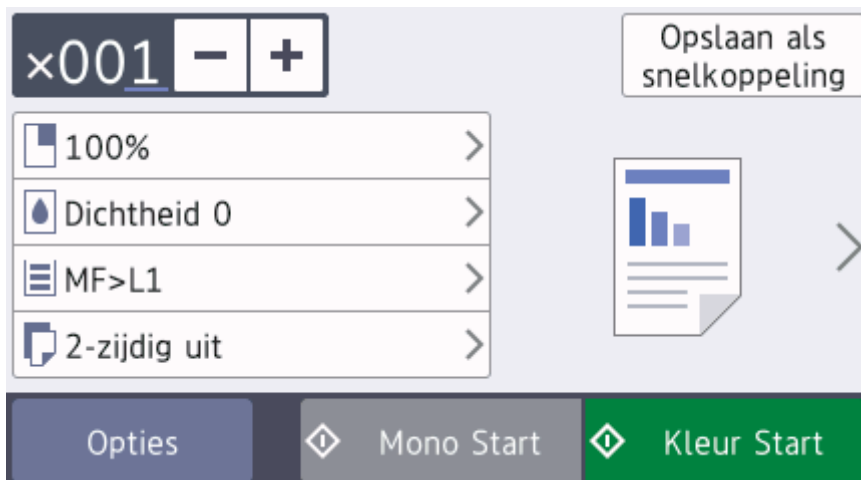 ×001 − +
Opslaan als
snelkoppeling
100%
Dichtheid 0
MF>L1
2-zijdig uit
Opties
Mono Start
Kleur Start